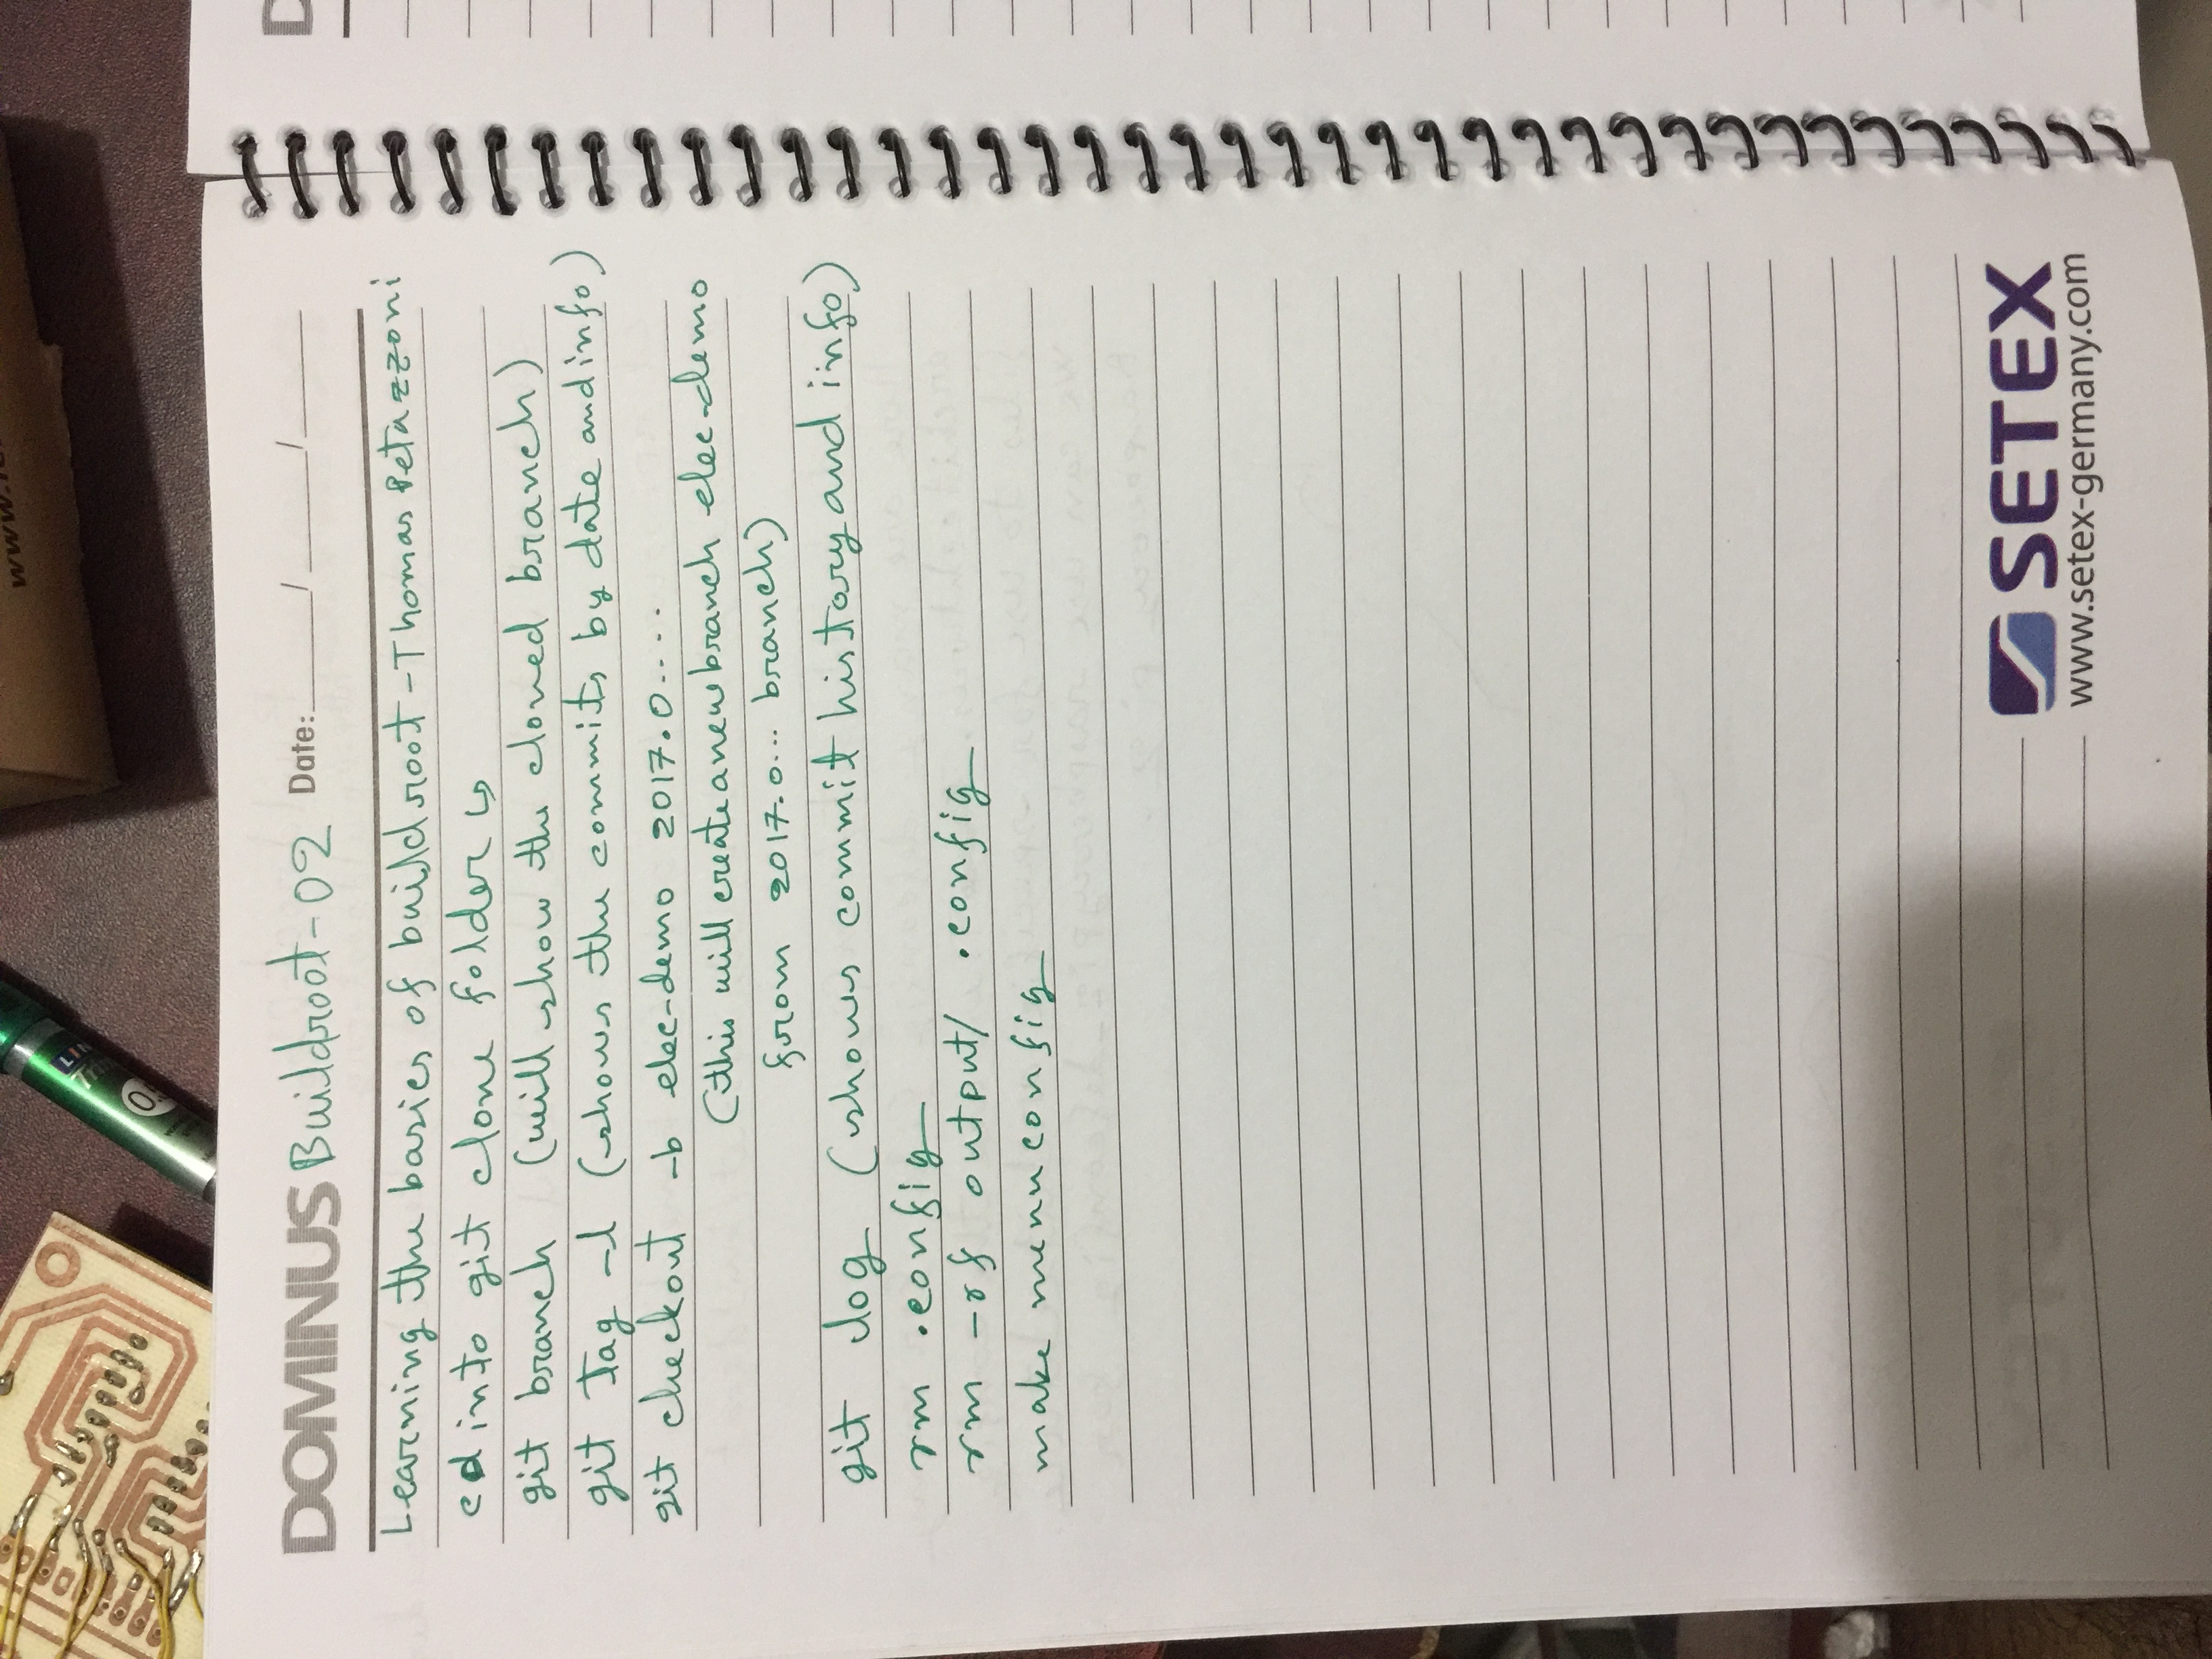 DOMINUS Buildroot-02 Date:____/____/____
Learning the basics of buildroot - Thomas Petazzoni
cd into git clone folder ↳
git branch (will show the cloned branch)
git Tag -l (shows the commits by date and info)
git checkout -b elec-demo 2017.0....
(this will create a new branch elec-demo
from 2017.0... branch)
git log (shows commit history and info)
rm .config
rm -rf output/ .config
make menuconfig
SETEX
www.setex-germany.com